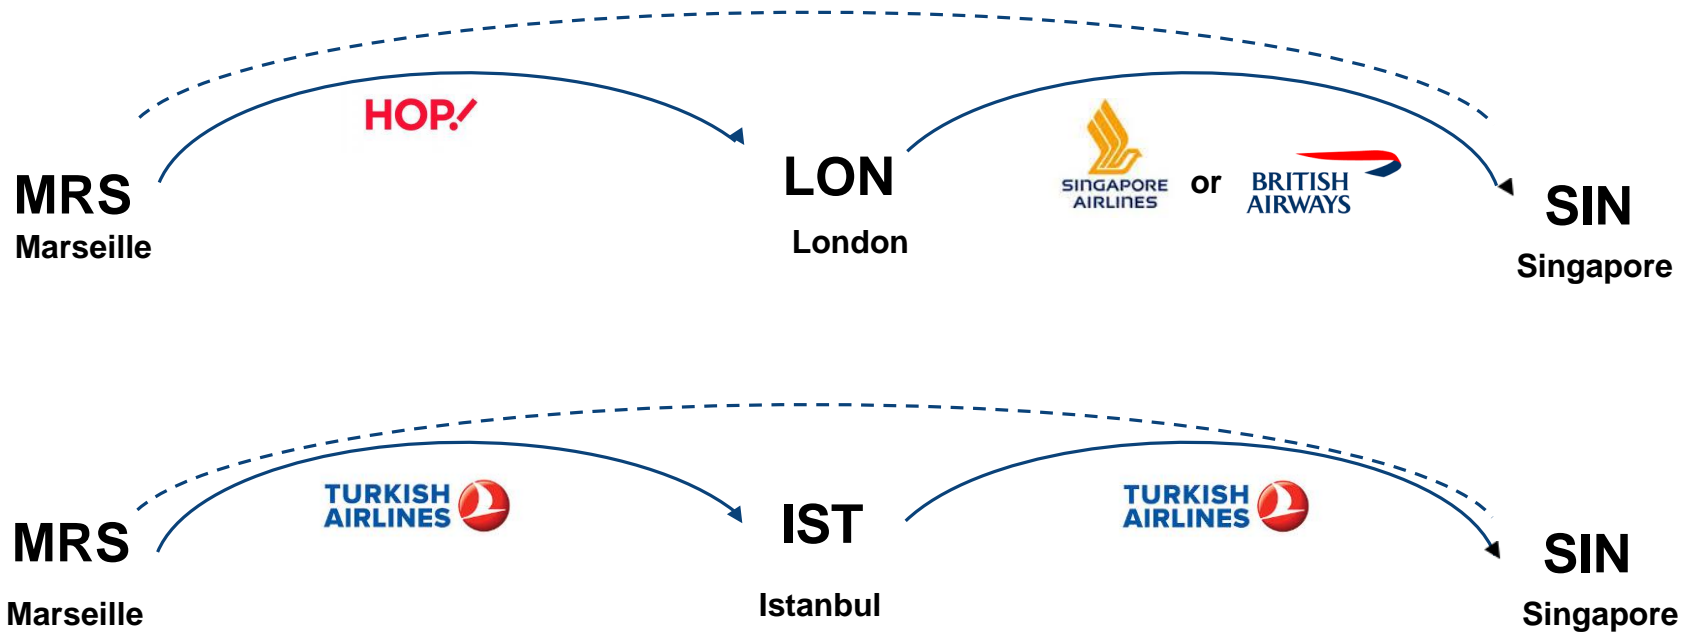 HOP!
MRS
Marseille
LON
London
SINGAPORE
AIRLINES
or
BRITISH
AIRWAYS
SIN
Singapore
TURKISH
AIRLINES
MRS
Marseille
IST
Istanbul
TURKISH
AIRLINES
SIN
Singapore